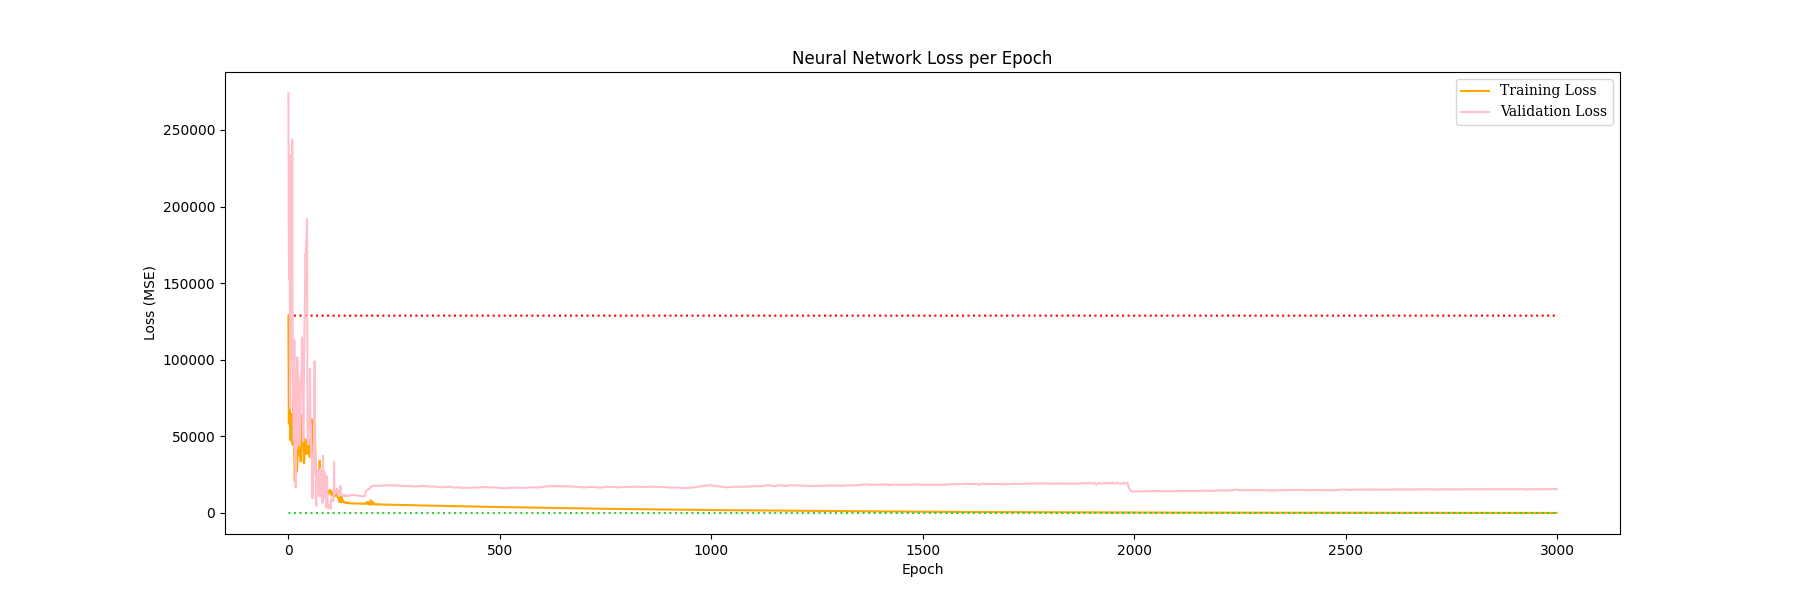 Neural Network Loss per Epoch
Training Loss
Validation Loss
250000
200000
150000
100000
50000
0
Loss (MSE)
0 500 1000 1500 2000 2500 3000
Epoch